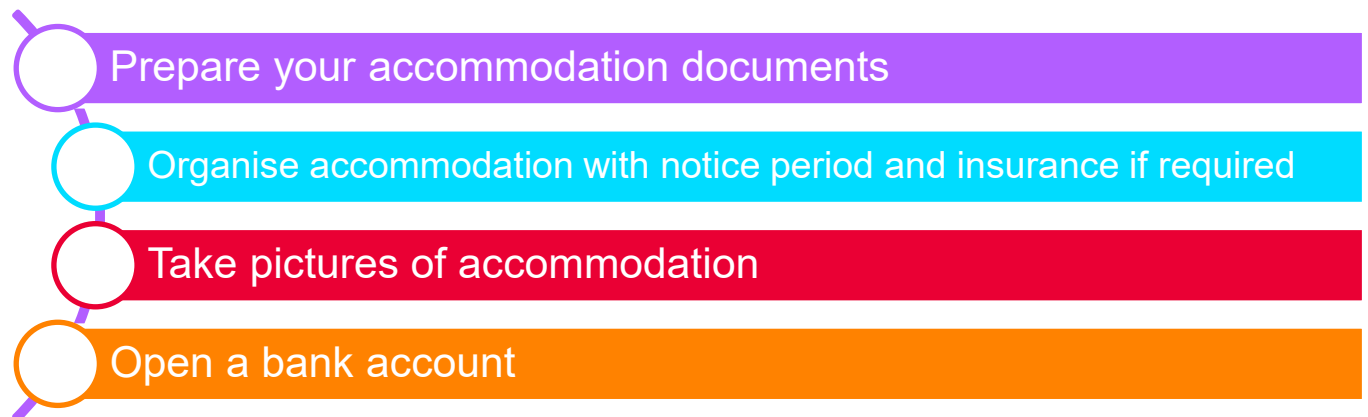 Prepare your accommodation documents
Organise accommodation with notice period and insurance if required
Take pictures of accommodation
Open a bank account